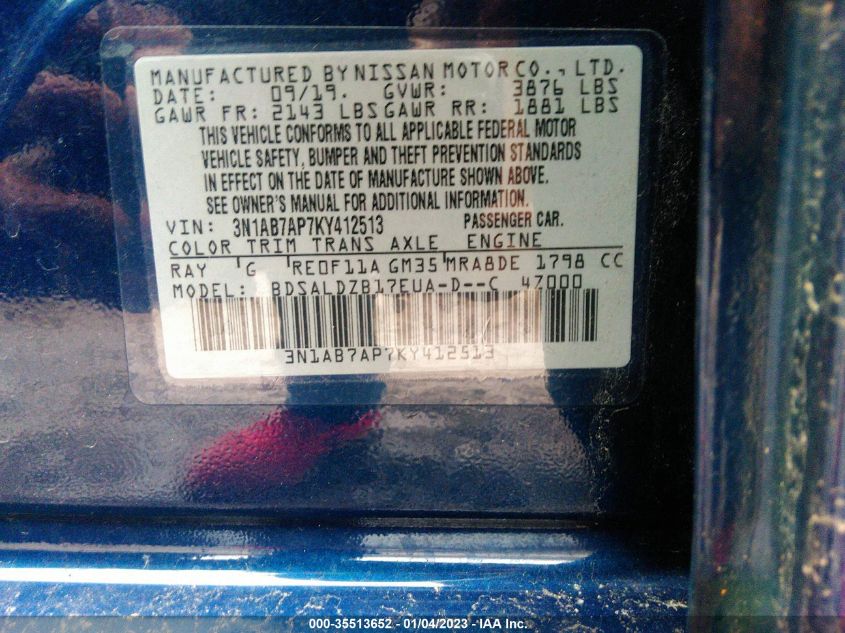 MANUFACTURED BY NISSAN MOTOR CO., LTD.
DATE: 09/19. GVWR: 3876 LBS
GAWR FR: 2143 LBS GAWR RR: 1881 LBS
THIS VEHICLE CONFORMS TO ALL APPLICABLE FEDERAL MOTOR
VEHICLE SAFETY, BUMPER AND THEFT PREVENTION STANDARDS
IN EFFECT ON THE DATE OF MANUFACTURE SHOWN ABOVE.
SEE OWNER'S MANUAL FOR ADDITIONAL INFORMATION.
VIN: 3N1AB7AP7KY412513 PASSENGER CAR.
COLOR TRIM TRANS AXLE ENGINE
RAY G RE0F11A GM35 MRA8DE 1798 CC
MODEL: BDSALDZB17EUA-D--C 4Z000
3N1AB7AP7KY412513
000-35513652 - 01/04/2023 - IAA Inc.